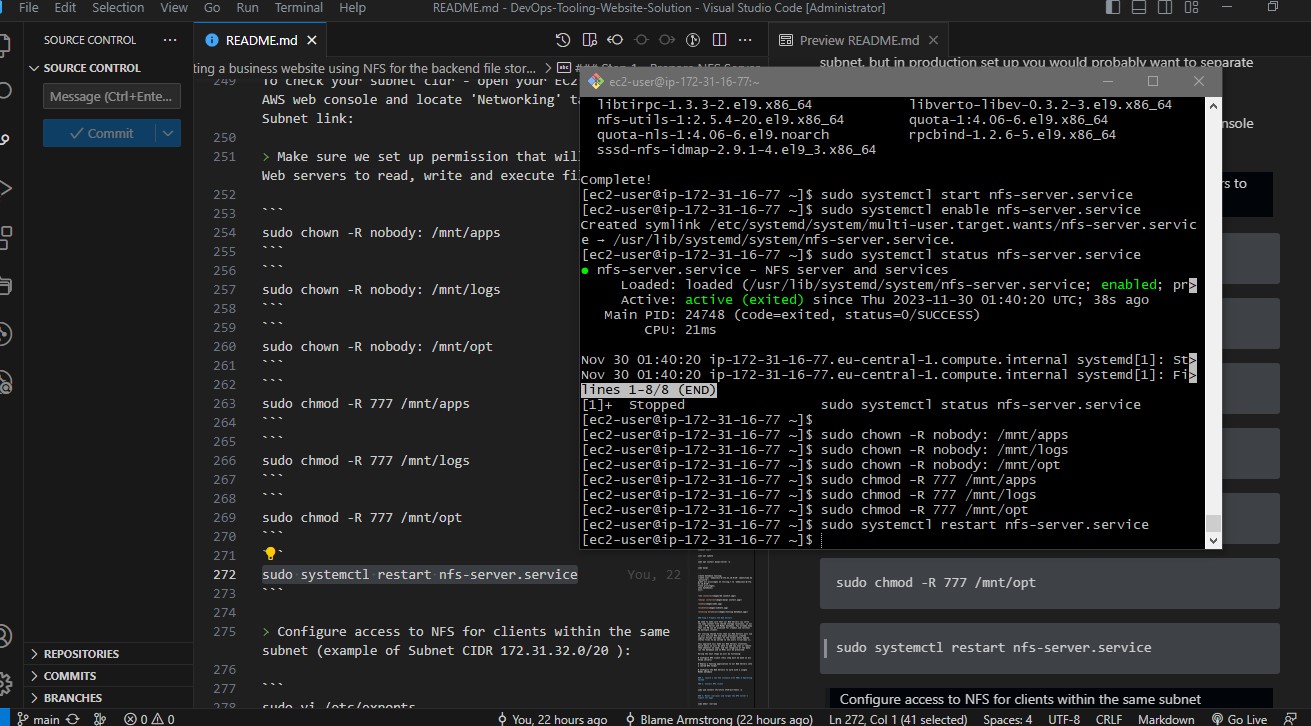 File Edit Selection View Go Run Terminal Help README.md - DevOps-Tooling-Website-Solution - Visual Studio Code [Administrator]
SOURCE CONTROL ···
README.md
Preview README.md
SOURCE CONTROL
Message (Ctrl+Ente...
Commit
REPOSITORIES
COMMITS
BRANCHES
ting a business website using NFS for the backend file stor... >
249
AWS web console and locate 'Networking' ta
Subnet link:
250
251 > Make sure we set up permission that wil
Web servers to read, write and execute fi
252
253 ```
254 sudo chown -R nobody: /mnt/apps
255 ```
256 ```
257 sudo chown -R nobody: /mnt/logs
258 ```
259 ```
260 sudo chown -R nobody: /mnt/opt
261 ```
262 ```
263 sudo chmod -R 777 /mnt/apps
264 ```
265 ```
266 sudo chmod -R 777 /mnt/logs
267 ```
268 ```
269 sudo chmod -R 777 /mnt/opt
270 ```
271
272 sudo systemctl restart nfs-server.service You, 22
273 ```
274
275 > Configure access to NFS for clients within the same
subnet (example of Subnet CIDR 172.31.32.0/20 ):
276
277 ```
278 sudo vi /etc/exports
ec2-user@ip-172-31-16-77:~
libtirpc-1.3.3-2.el9.x86_64 libverto-libev-0.3.2-3.el9.x86_64
nfs-utils-1:2.5.4-20.el9.x86_64 quota-1:4.06-6.el9.x86_64
quota-nls-1:4.06-6.el9.noarch rpcbind-1.2.6-5.el9.x86_64
sssd-nfs-idmap-2.9.1-4.el9_3.x86_64
Complete!
[ec2-user@ip-172-31-16-77 ~]$ sudo systemctl start nfs-server.service
[ec2-user@ip-172-31-16-77 ~]$ sudo systemctl enable nfs-server.service
Created symlink /etc/systemd/system/multi-user.target.wants/nfs-server.servic
e → /usr/lib/systemd/system/nfs-server.service.
[ec2-user@ip-172-31-16-77 ~]$ sudo systemctl status nfs-server.service
● nfs-server.service - NFS server and services
Loaded: loaded (/usr/lib/systemd/system/nfs-server.service; enabled; pr>
Active: active (exited) since Thu 2023-11-30 01:40:20 UTC; 38s ago
Main PID: 24748 (code=exited, status=0/SUCCESS)
CPU: 21ms
Nov 30 01:40:20 ip-172-31-16-77.eu-central-1.compute.internal systemd[1]: St>
Nov 30 01:40:20 ip-172-31-16-77.eu-central-1.compute.internal systemd[1]: Fi>
lines 1-8/8 (END)
[1]+ Stopped sudo systemctl status nfs-server.service
[ec2-user@ip-172-31-16-77 ~]$
[ec2-user@ip-172-31-16-77 ~]$ sudo chown -R nobody: /mnt/apps
[ec2-user@ip-172-31-16-77 ~]$ sudo chown -R nobody: /mnt/logs
[ec2-user@ip-172-31-16-77 ~]$ sudo chown -R nobody: /mnt/opt
[ec2-user@ip-172-31-16-77 ~]$ sudo chmod -R 777 /mnt/apps
[ec2-user@ip-172-31-16-77 ~]$ sudo chmod -R 777 /mnt/logs
[ec2-user@ip-172-31-16-77 ~]$ sudo chmod -R 777 /mnt/opt
[ec2-user@ip-172-31-16-77 ~]$ sudo systemctl restart nfs-server.service
[ec2-user@ip-172-31-16-77 ~]$
subnet, but in production set up you would probably want to separate
nsole
rs to
sudo chmod -R 777 /mnt/opt
sudo systemctl restart nfs-server.service
Configure access to NFS for clients within the same subnet
main 0 0 You, 22 hours ago Blame Armstrong (22 hours ago) Ln 272, Col 1 (41 selected) Spaces: 4 UTF-8 CRLF Markdown Go Live